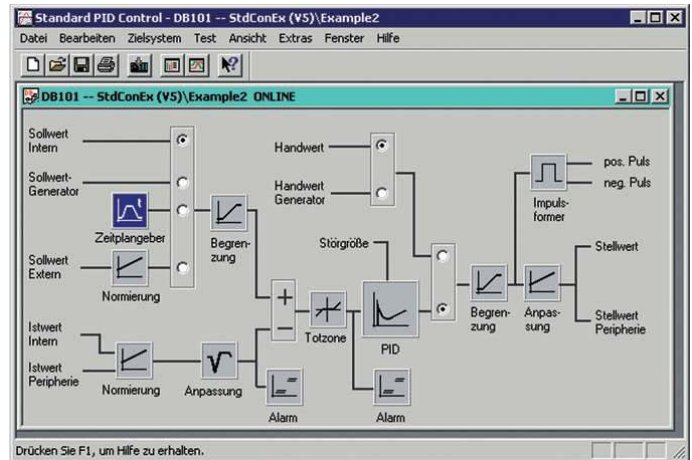 Standard PID Control - DB101 -- StdConEx (V5)\Example2
Datei Bearbeiten Zielsystem Test Ansicht Extras Fenster Hilfe
DB101 -- StdConEx (V5)\Example2 ONLINE
Sollwert
Intern
Sollwert-
Generator
Zeitplangeber
Sollwert
Extern
Normierung
Istwert
Intern
Istwert
Peripherie
Normierung
Begren-
zung
Anpassung
Alarm
Handwert
Handwert
Generator
Störgröße
Totzone
PID
Alarm
Begren-
zung
Impuls-
former
pos. Puls
neg. Puls
Anpas-
sung
Stellwert
Stellwert
Peripherie
Drücken Sie F1, um Hilfe zu erhalten.